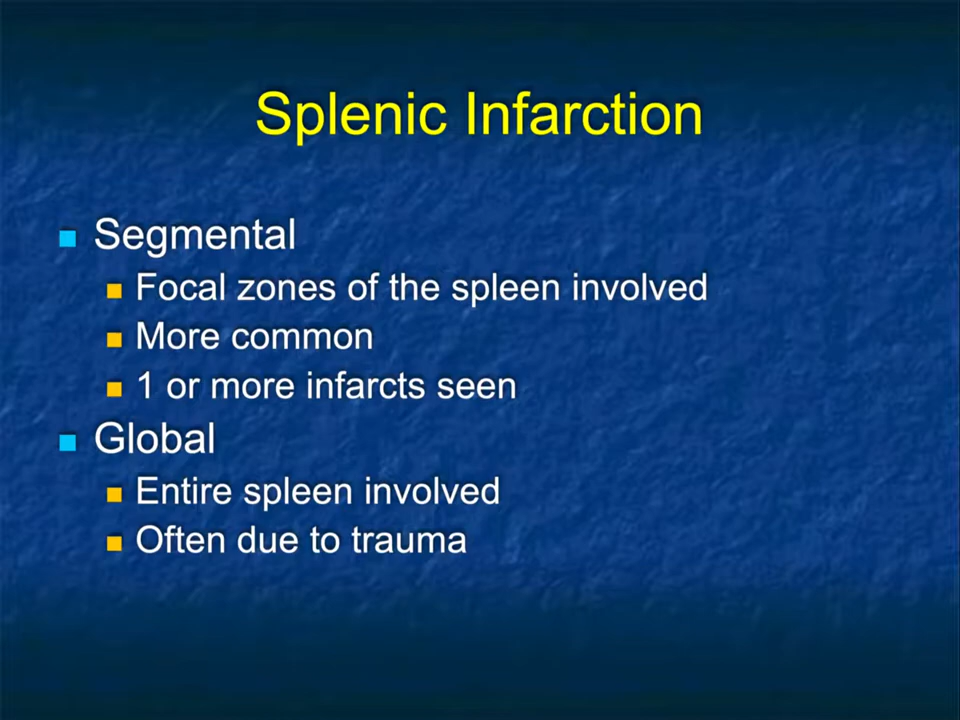 Splenic Infarction
Segmental
Focal zones of the spleen involved
More common
1 or more infarcts seen
Global
Entire spleen involved
Often due to trauma